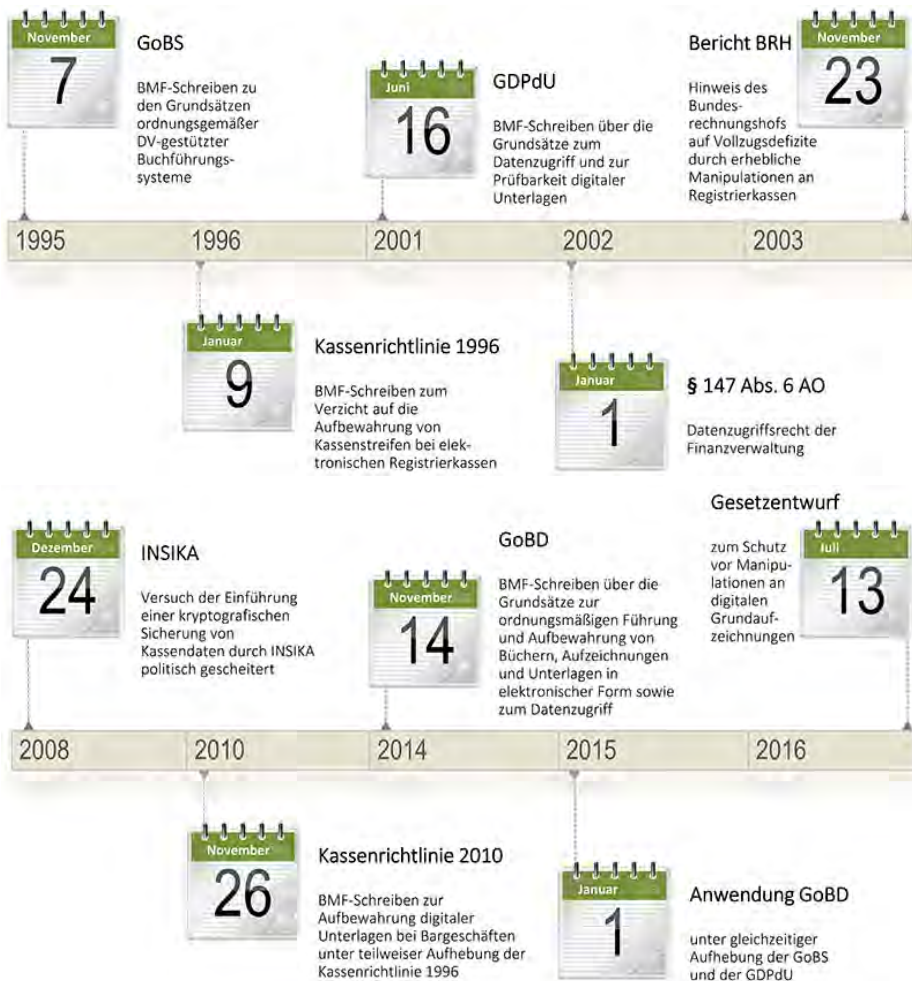 November
7
GoBS
BMF-Schreiben zu
den Grundsätzen
ordnungsgemäßer
DV-gestützter
Buchführungs-
systeme
Juni
16
GDPdU
BMF-Schreiben über die
Grundsätze zum
Datenzugriff und zur
Prüfbarkeit digitaler
Unterlagen
Bericht BRH
Hinweis des
Bundes-
rechnungshofs
auf Vollzugsdefizite
durch erhebliche
Manipulationen an
Registrierkassen
November
23
1995
1996
2001
2002
2003
Januar
9
Kassenrichtlinie 1996
BMF-Schreiben zum
Verzicht auf die
Aufbewahrung von
Kassenstreifen bei elek-
tronischen Registrierkassen
Januar
1
§ 147 Abs. 6 AO
Datenzugriffsrecht der
Finanzverwaltung
Dezember
24
INSIKA
Versuch der Einführung
einer kryptografischen
Sicherung von
Kassendaten durch INSIKA
politisch gescheitert
November
14
GoBD
BMF-Schreiben über die
Grundsätze zur
ordnungsmäßigen Führung
und Aufbewahrung von
Büchern, Aufzeichnungen
und Unterlagen in
elektronischer Form sowie
zum Datenzugriff
Gesetzentwurf
zum Schutz
vor Manipu-
lationen an
digitalen
Grundauf-
zeichnungen
Juli
13
2008
2010
2014
2015
2016
November
26
Kassenrichtlinie 2010
BMF-Schreiben zur
Aufbewahrung digitaler
Unterlagen bei Bargeschäften
unter teilweiser Aufhebung der
Kassenrichtlinie 1996
Januar
1
Anwendung GoBD
unter gleichzeitiger
Aufhebung der GoBS
und der GDPdU